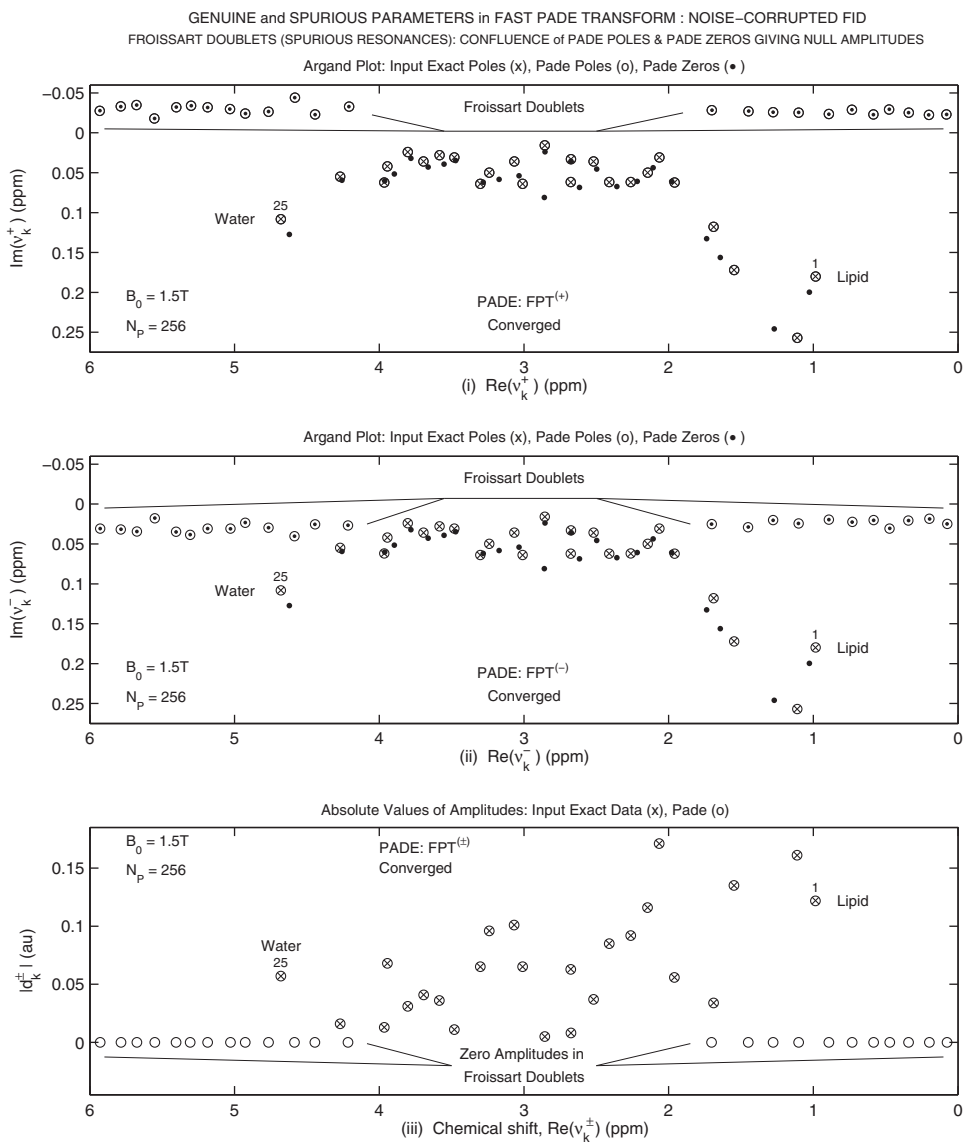 GENUINE and SPURIOUS PARAMETERS in FAST PADE TRANSFORM : NOISE−CORRUPTED FID
FROISSART DOUBLETS (SPURIOUS RESONANCES): CONFLUENCE of PADE POLES & PADE ZEROS GIVING NULL AMPLITUDES
Argand Plot: Input Exact Poles (x), Pade Poles (o), Pade Zeros (•)
−0.05
0
0.05
0.1
0.15
0.2
0.25
Im(ν_k^+) (ppm)
Froissart Doublets
25
Water
1
Lipid
B_0 = 1.5T
N_P = 256
PADE: FPT^(+)
Converged
6 5 4 3 2 1 0
(i) Re(ν_k^+) (ppm)
Argand Plot: Input Exact Poles (x), Pade Poles (o), Pade Zeros (•)
−0.05
0
0.05
0.1
0.15
0.2
0.25
Im(ν_k^−) (ppm)
Froissart Doublets
25
Water
1
Lipid
B_0 = 1.5T
N_P = 256
PADE: FPT^(−)
Converged
6 5 4 3 2 1 0
(ii) Re(ν_k^−) (ppm)
Absolute Values of Amplitudes: Input Exact Data (x), Pade (o)
0.15
0.1
0.05
0
|d_k^±| (au)
B_0 = 1.5T
N_P = 256
PADE: FPT^(±)
Converged
1
Lipid
Water
25
Zero Amplitudes in
Froissart Doublets
6 5 4 3 2 1 0
(iii) Chemical shift, Re(ν_k^±) (ppm)